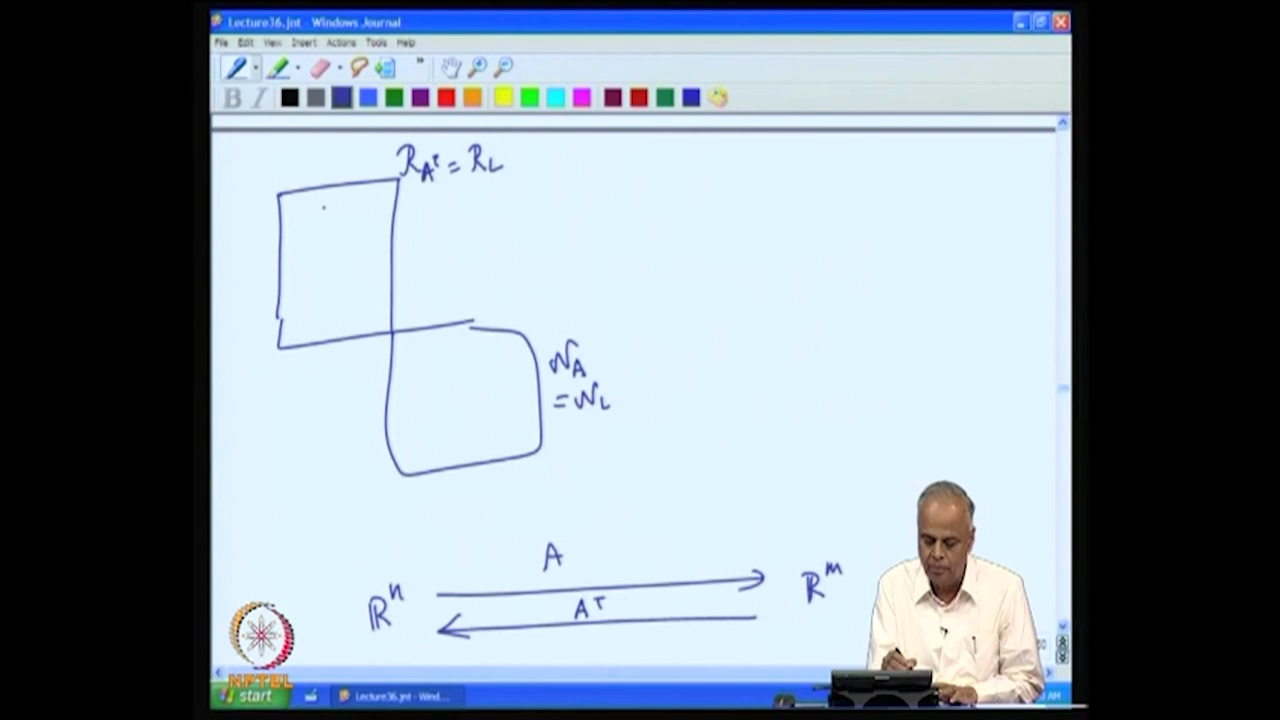 Lecture36.jnt - Windows Journal
File Edit View Insert Actions Tools Help
B I
R_{A^T} = R_L
N_A
= N_L
A
R^n
R^m
A^T
NPTEL
start
Lecture36.jnt - Wind...
AM